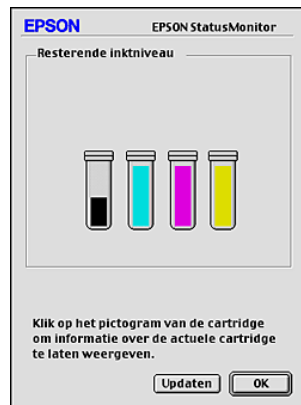 EPSON
EPSON StatusMonitor
Resterende inktniveau
Klik op het pictogram van de cartridge
om informatie over de actuele cartridge
te laten weergeven.
Updaten
OK